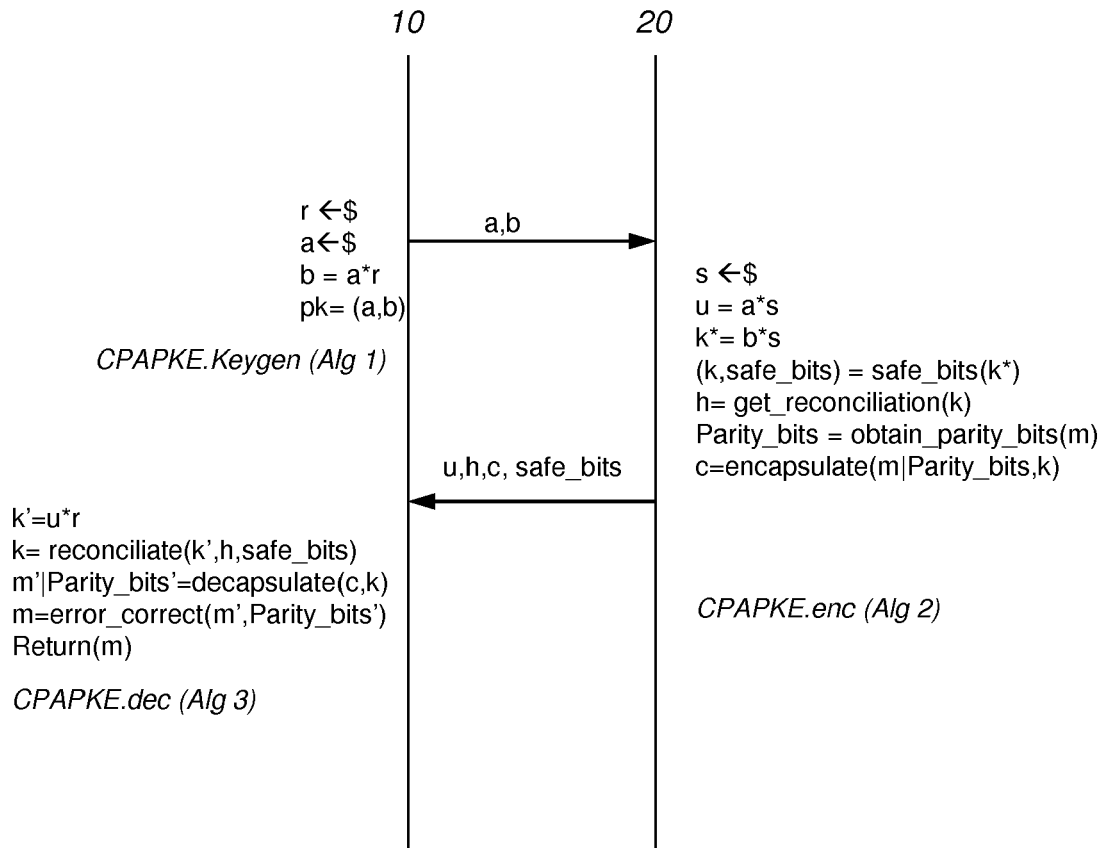 10
20
r ←$
a←$
b = a*r
pk= (a,b)
CPAPKE.Keygen (Alg 1)
a,b
s ←$
u = a*s
k*= b*s
(k,safe_bits) = safe_bits(k*)
h= get_reconciliation(k)
Parity_bits = obtain_parity_bits(m)
c=encapsulate(m|Parity_bits,k)
u,h,c, safe_bits
CPAPKE.enc (Alg 2)
k’=u*r
k= reconciliate(k’,h,safe_bits)
m’|Parity_bits’=decapsulate(c,k)
m=error_correct(m’,Parity_bits’)
Return(m)
CPAPKE.dec (Alg 3)